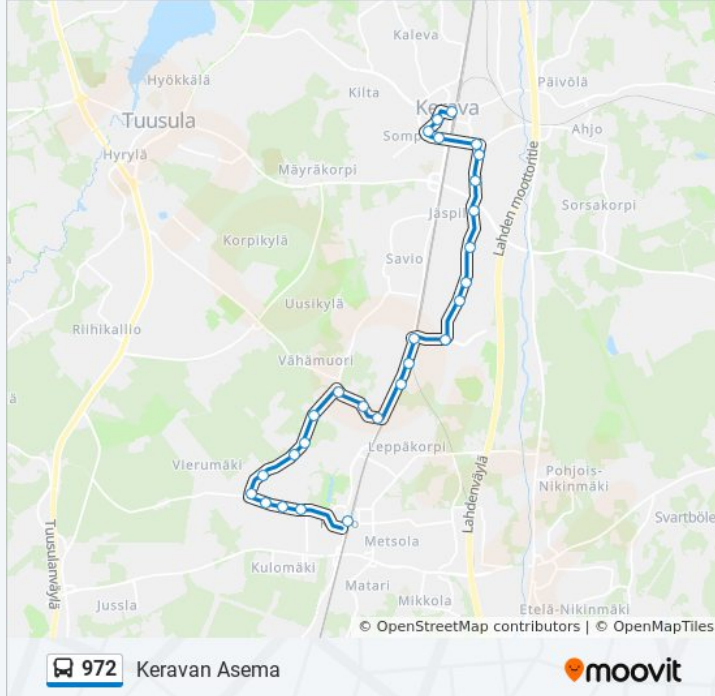 Kaleva
Hyökkälä
Päivölä
Kilta
Kerava
Tuusula
Ahjo
Somp
Hyrylä
Mäyräkorpi
Lahden moottoritie
Sorsakorpi
Jäspil
Korpikylä
Savio
Uusikylä
Riihikallio
Vähämuori
ä
Leppäkorpi
Vierumäki
Pohjois-
Nikinmäki
Lahdenväylä
Svartböle
Tuusulanväylä
Metsola
Kulomäki
Matari
Mikkola
Jussla
Etelä-Nikinmäki
© OpenStreetMap contributors | © OpenMapTiles
972 Keravan Asema
moovit